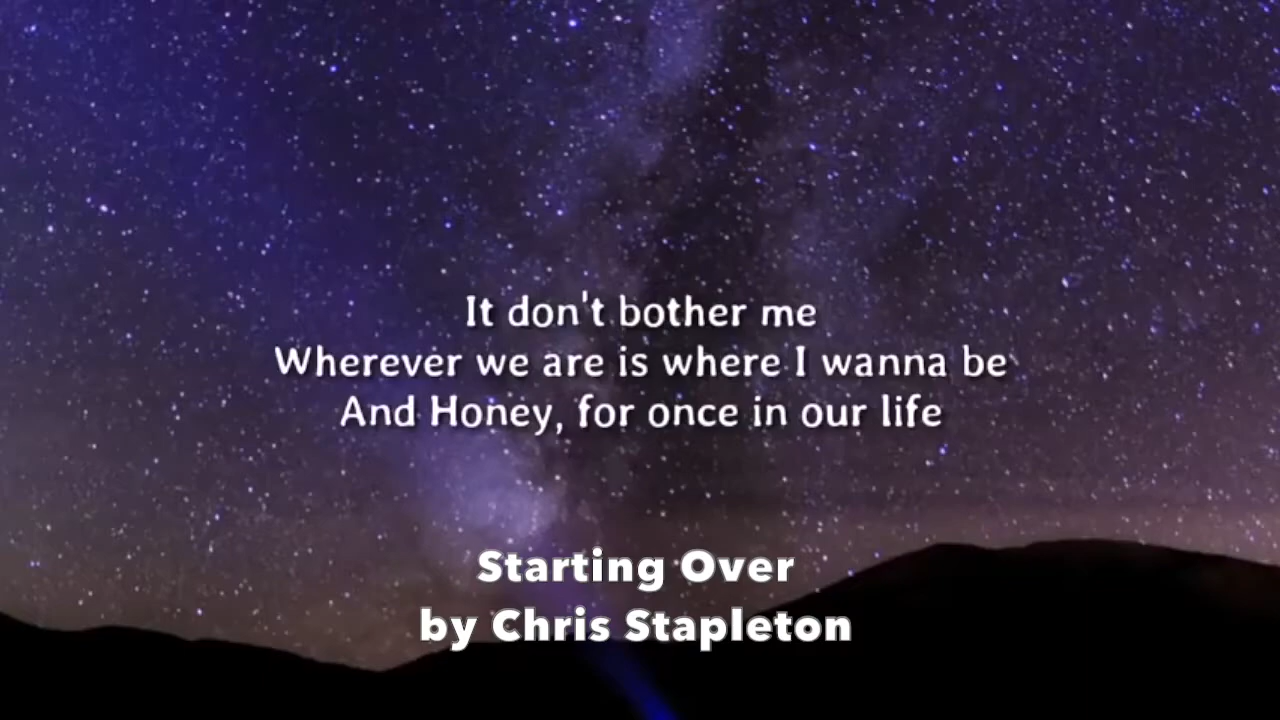 It don't bother me
Wherever we are is where I wanna be
And Honey, for once in our life
Starting Over
by Chris Stapleton